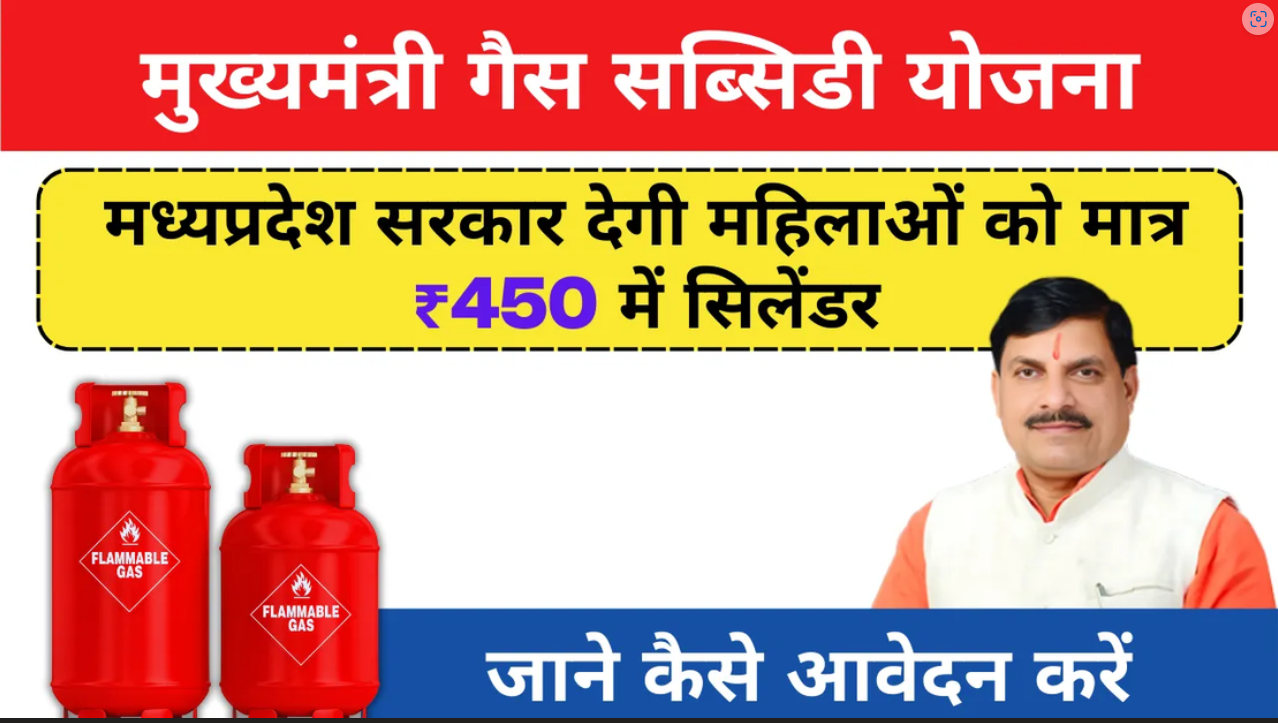 मुख्यमंत्री गैस सब्सिडी योजना
मध्यप्रदेश सरकार देगी महिलाओं को मात्र
₹450 में सिलेंडर
FLAMMABLE
GAS
FLAMMABLE
GAS
जाने कैसे आवेदन करें